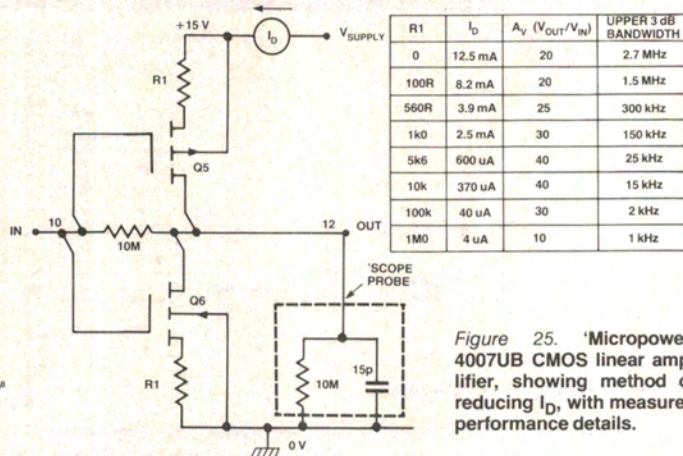 +15 V
I_D
V_SUPPLY
R1
Q5
IN
10
10M
12
OUT
'SCOPE
PROBE
Q6
10M
15p
R1
0 V
R1 I_D A_V (V_OUT/V_IN) UPPER 3 dB BANDWIDTH
0 12.5 mA 20 2.7 MHz
100R 8.2 mA 20 1.5 MHz
560R 3.9 mA 25 300 kHz
1k0 2.5 mA 30 150 kHz
5k6 600 uA 40 25 kHz
10k 370 uA 40 15 kHz
100k 40 uA 30 2 kHz
1M0 4 uA 10 1 kHz
Figure 25. 'Micropowe
4007UB CMOS linear amp
lifier, showing method o
reducing I_D, with measure
performance details.